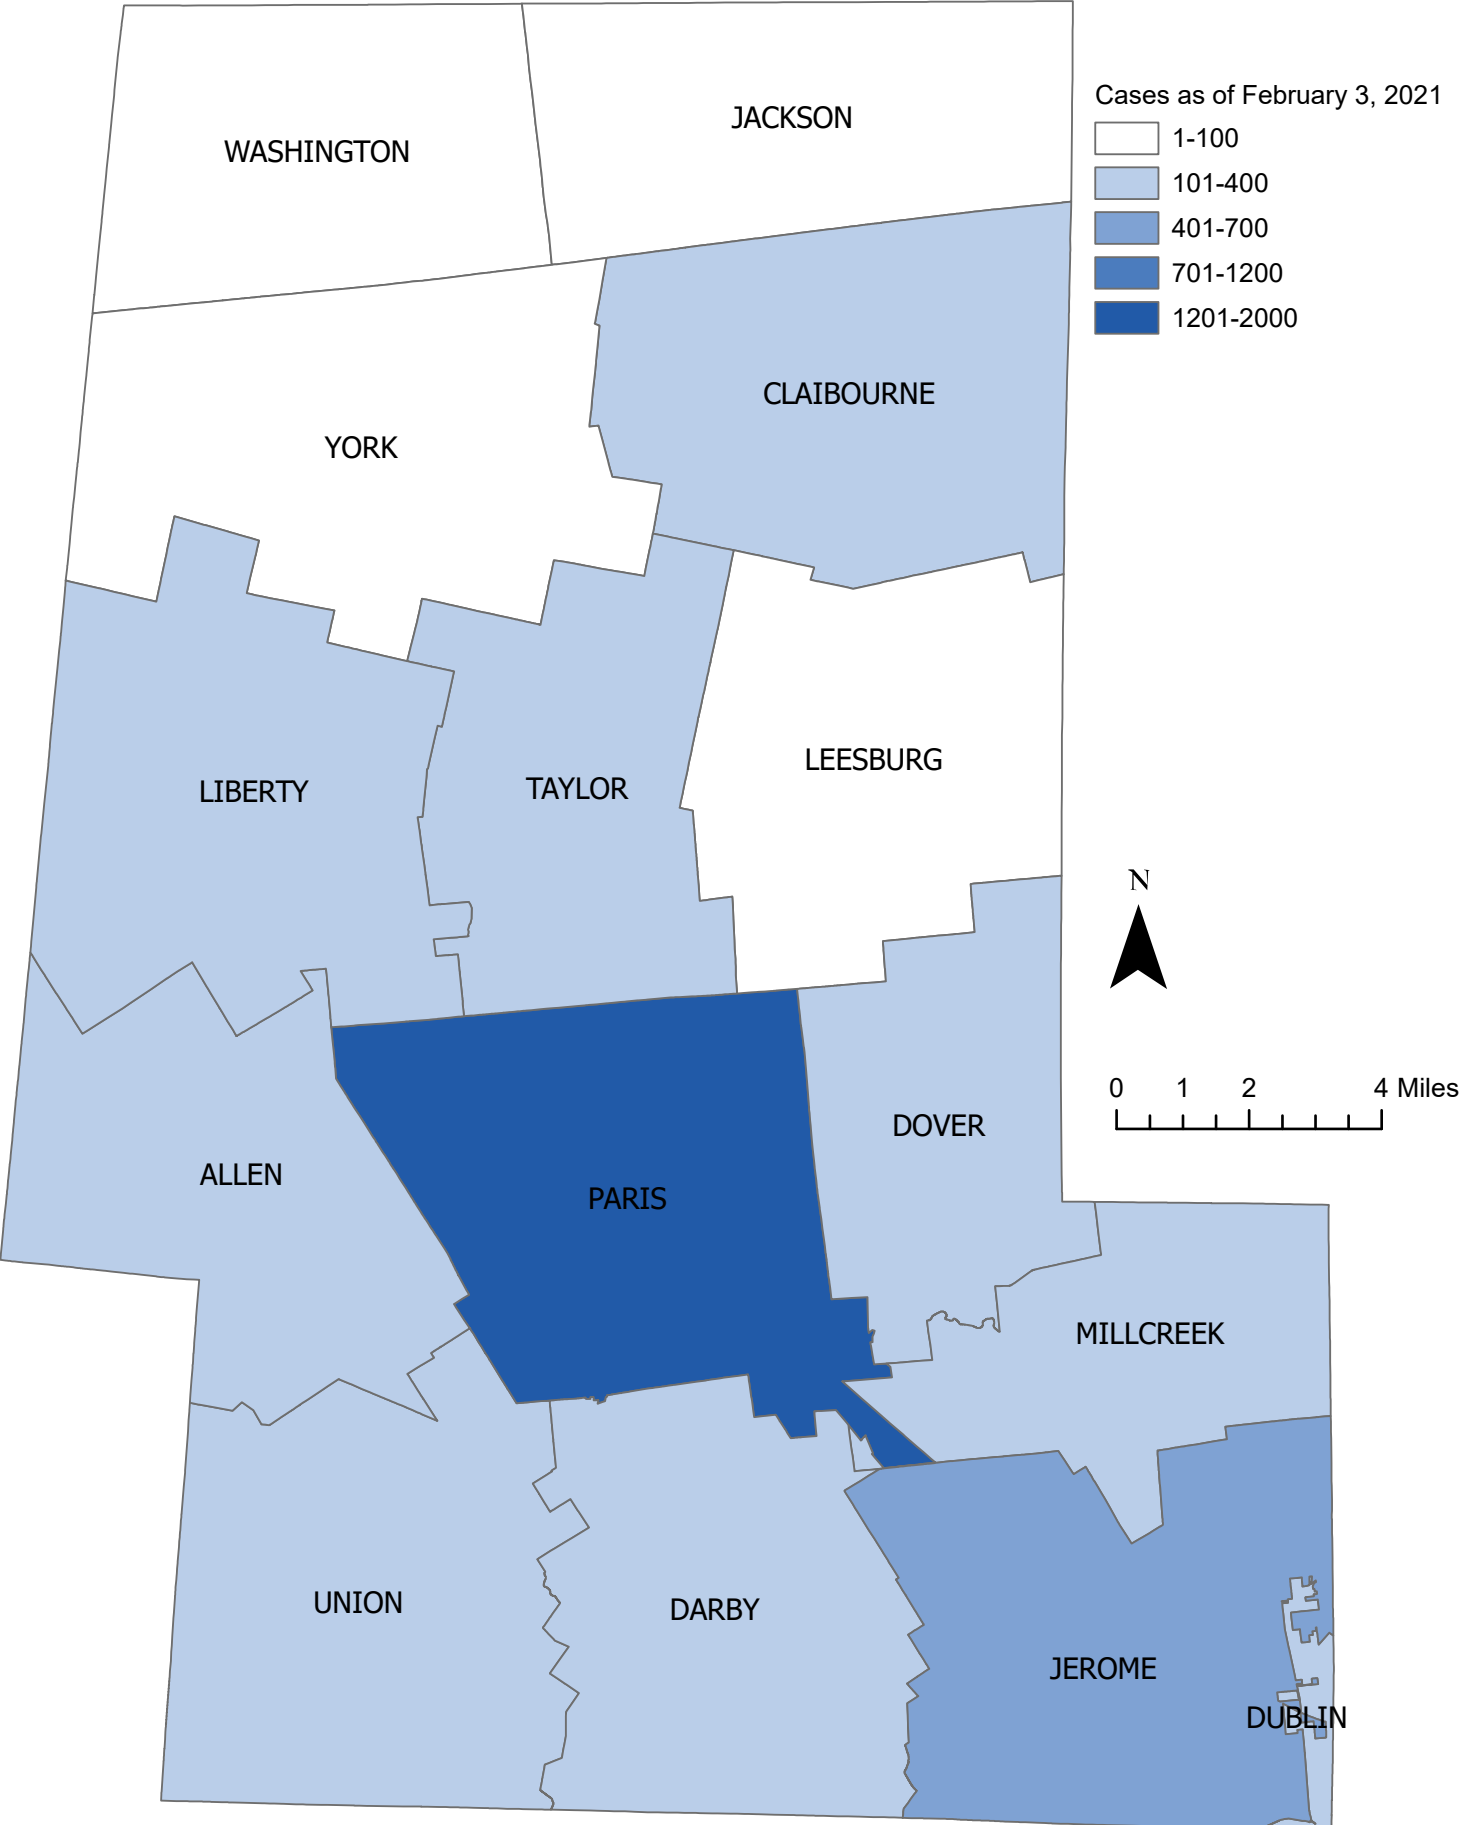 JACKSON
WASHINGTON
Cases as of February 3, 2021
1-100
101-400
401-700
701-1200
1201-2000
CLAIBOURNE
YORK
LEESBURG
LIBERTY
TAYLOR
N
0 1 2 4 Miles
DOVER
ALLEN
PARIS
MILLCREEK
UNION
DARBY
JEROME
DUBLIN